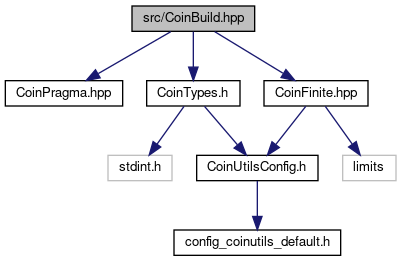 src/CoinBuild.hpp
CoinPragma.hpp
CoinTypes.h
CoinFinite.hpp
stdint.h
CoinUtilsConfig.h
limits
config_coinutils_default.h